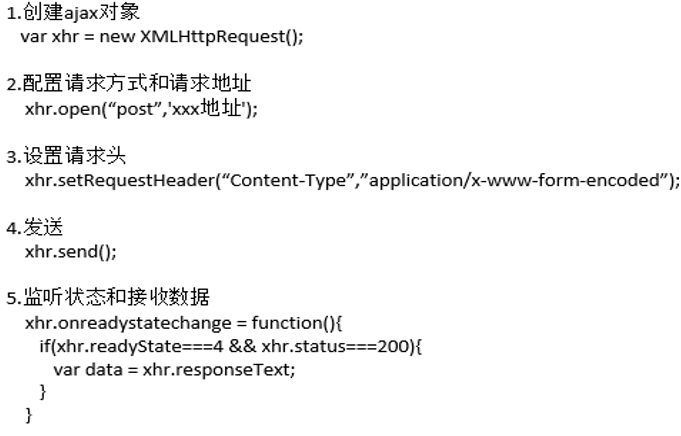 1.创建ajax对象
var xhr = new XMLHttpRequest();
2.配置请求方式和请求地址
xhr.open(“post”,'xxx地址');
3.设置请求头
xhr.setRequestHeader(“Content-Type”,”application/x-www-form-encoded”);
4.发送
xhr.send();
5.监听状态和接收数据
xhr.onreadystatechange = function(){
if(xhr.readyState===4 && xhr.status===200){
var data = xhr.responseText;
}
}